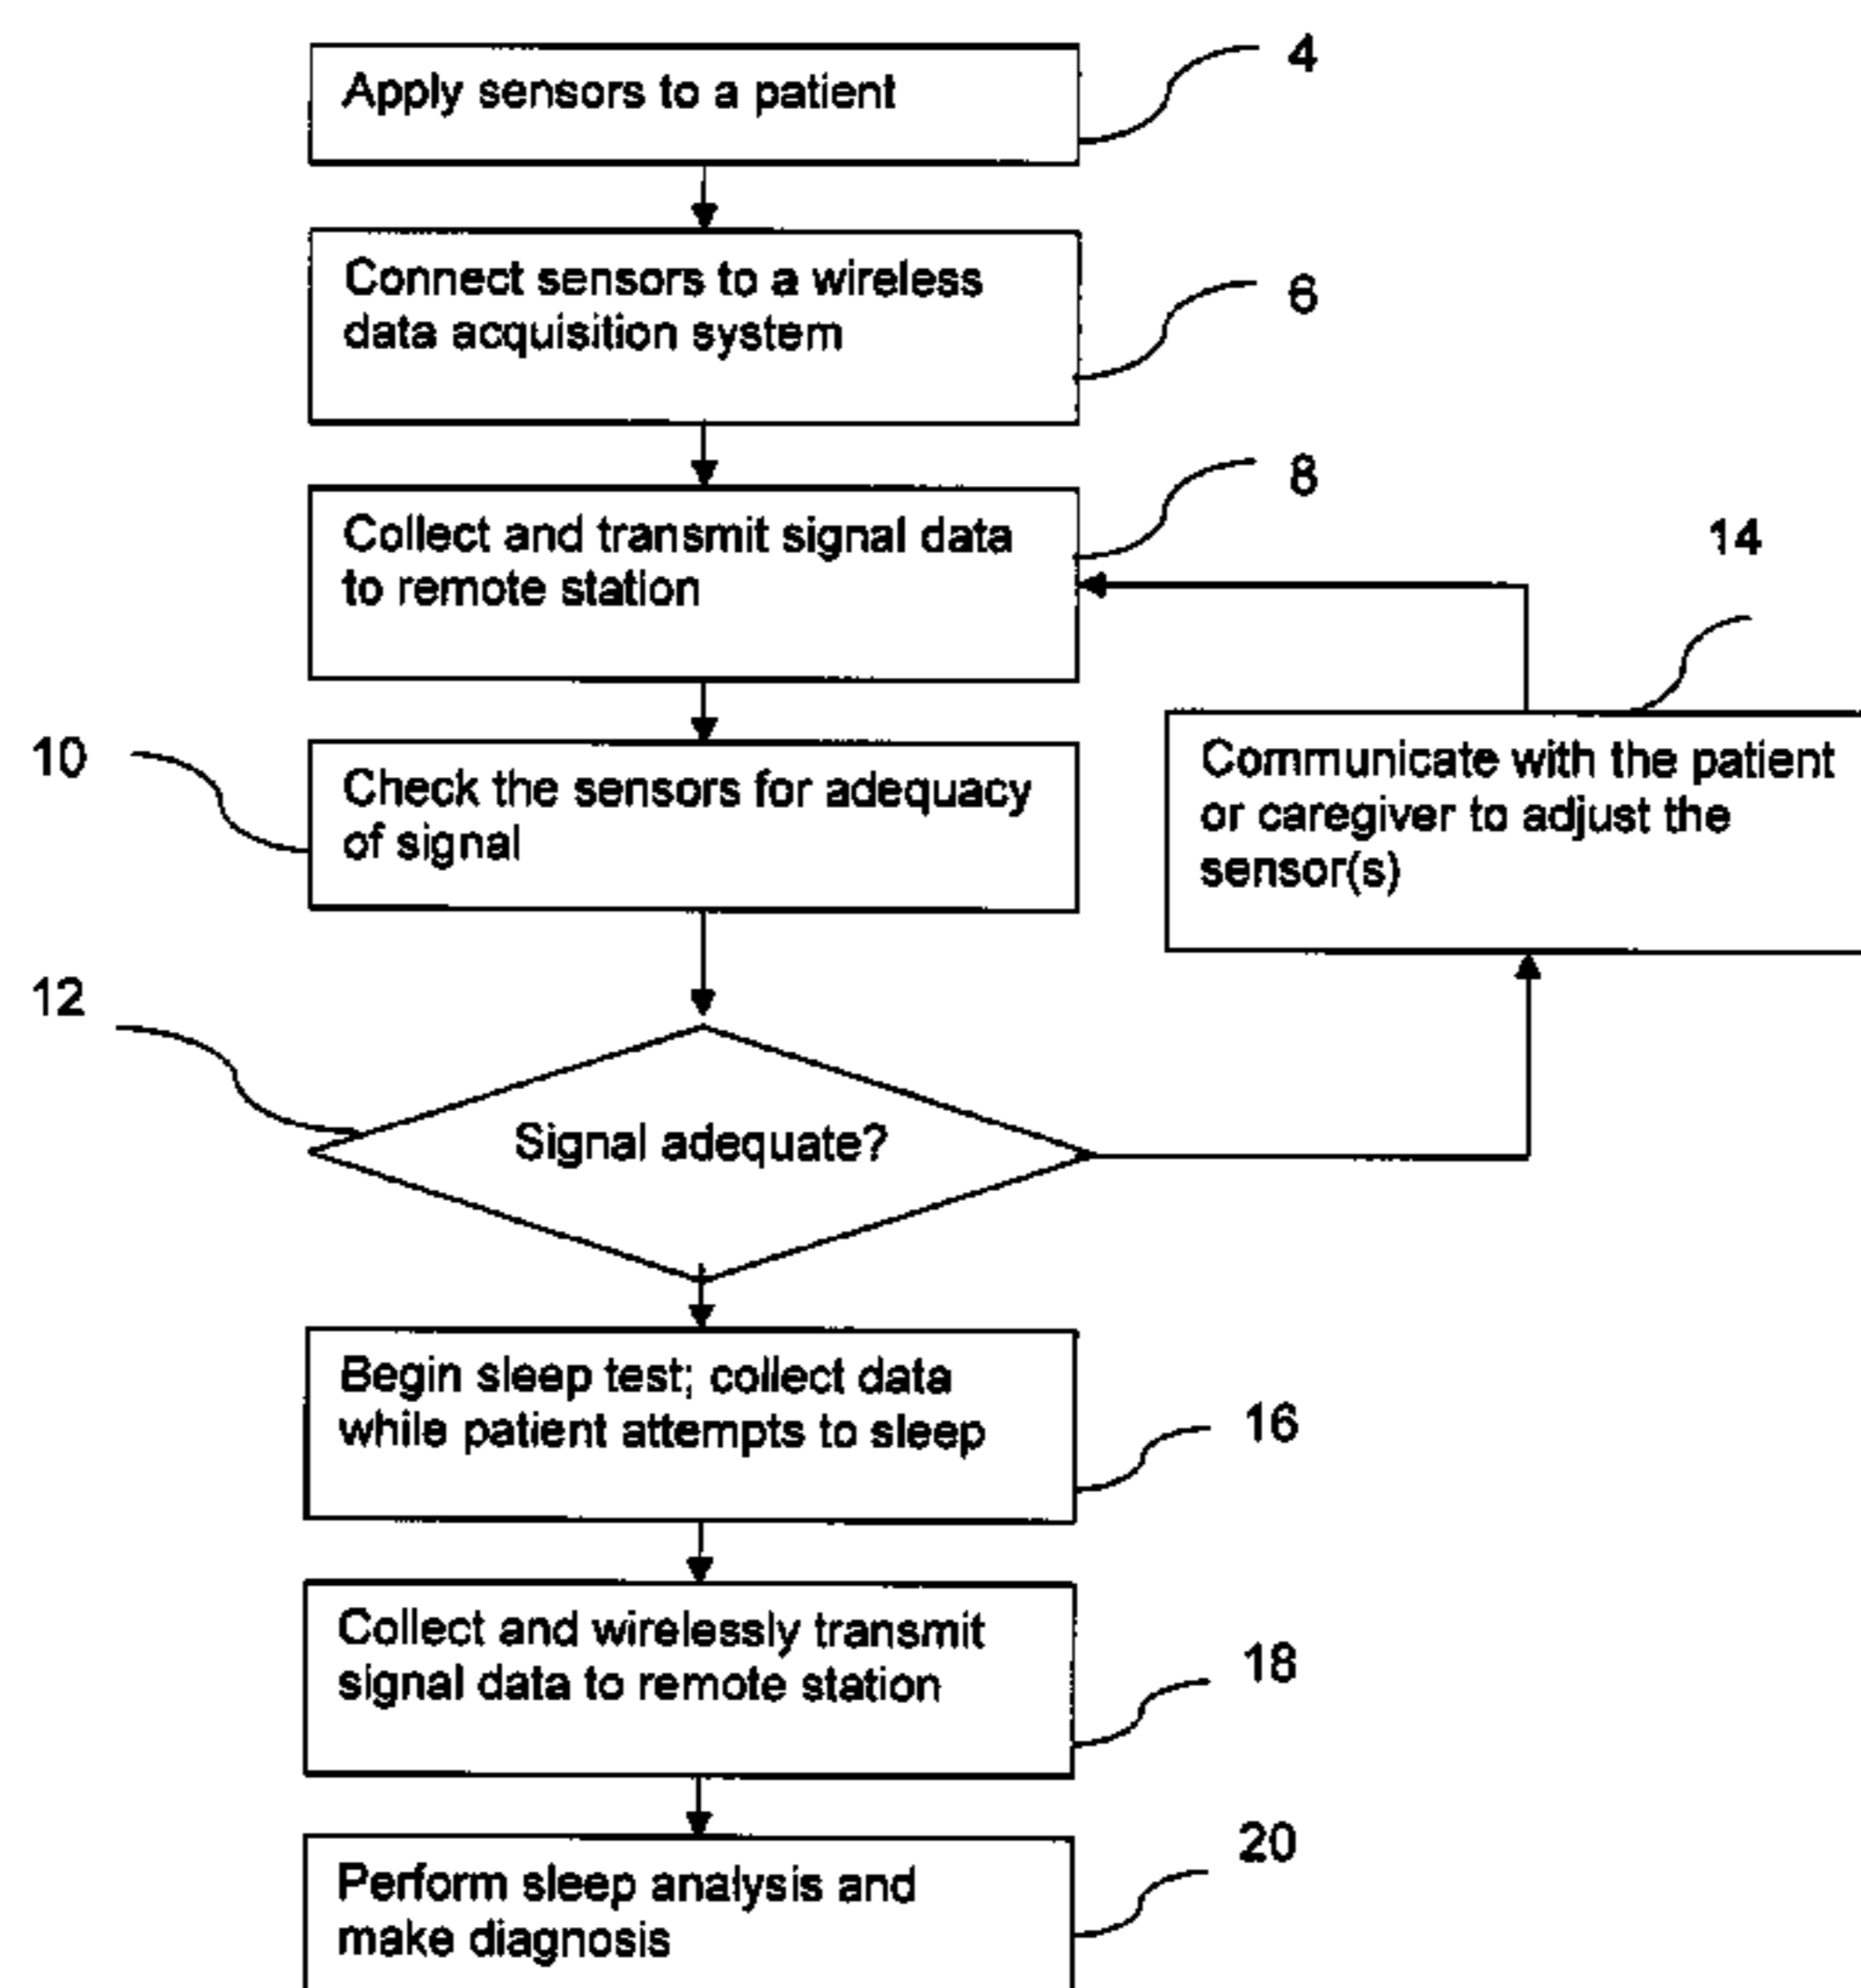 Apply sensors to a patient
4
Connect sensors to a wireless
data acquisition system
6
Collect and transmit signal data
to remote station
8
14
Communicate with the patient
or caregiver to adjust the
sensor(s)
10
Check the sensors for adequacy
of signal
12
Signal adequate?
Begin sleep test; collect data
while patient attempts to sleep
16
Collect and wirelessly transmit
signal data to remote station
18
Perform sleep analysis and
make diagnosis
20